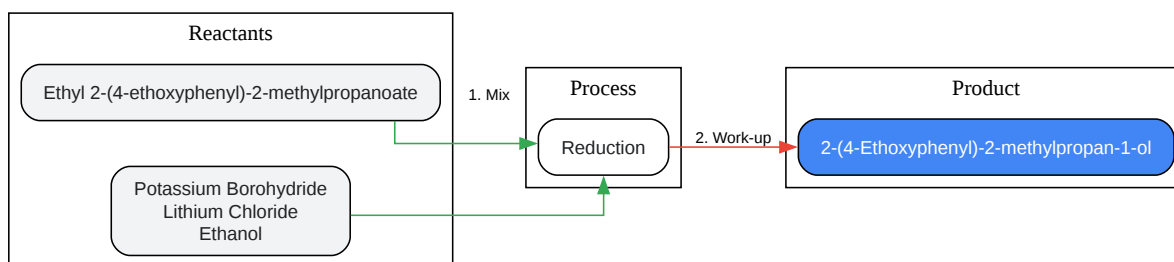 Reactants
Ethyl 2-(4-ethoxyphenyl)-2-methylpropanoate
Potassium Borohydride
Lithium Chloride
Ethanol
1. Mix
Process
Reduction
2. Work-up
Product
2-(4-Ethoxyphenyl)-2-methylpropan-1-ol